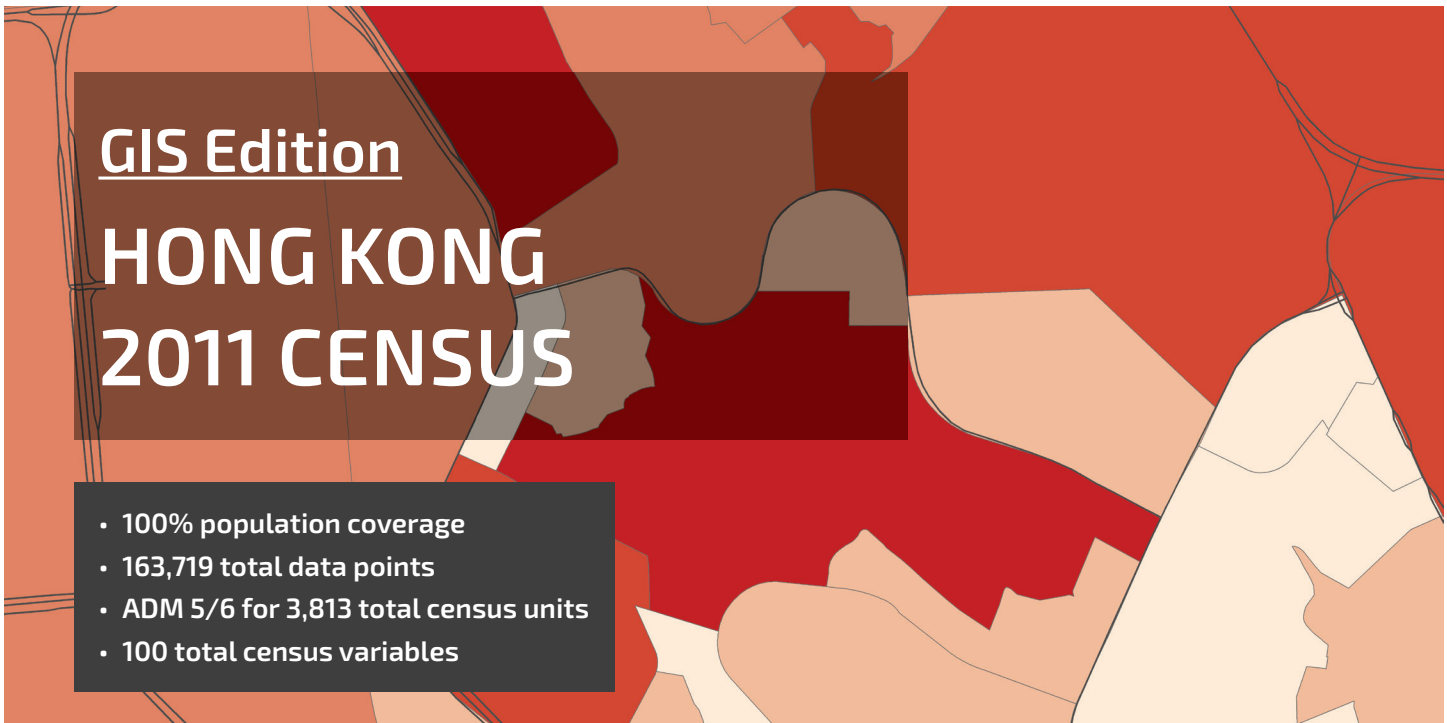 GIS Edition
HONG KONG
2011 CENSUS
• 100% population coverage
• 163,719 total data points
• ADM 5/6 for 3,813 total census units
• 100 total census variables